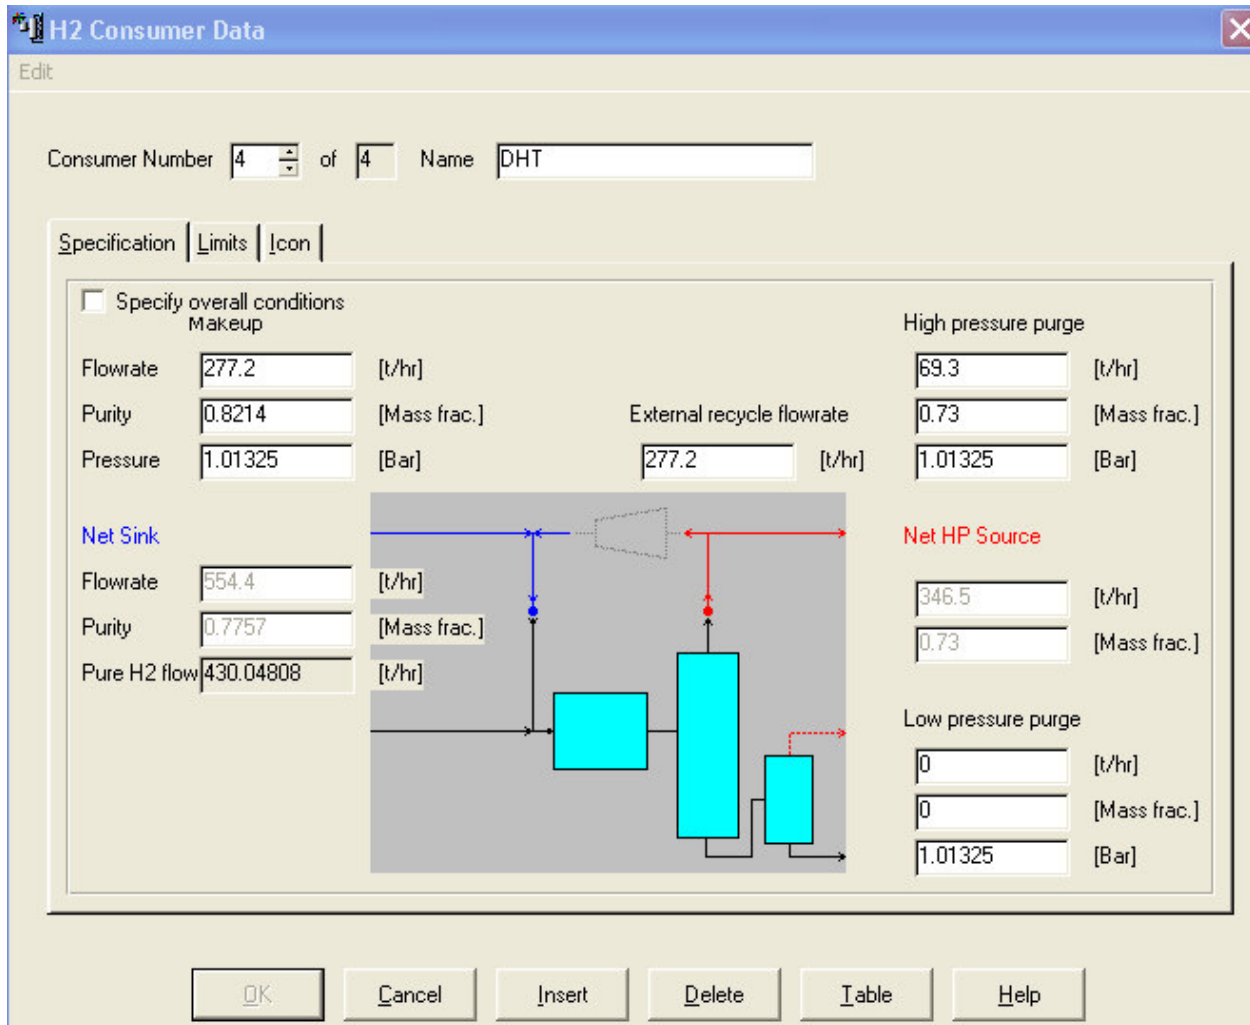 H2 Consumer Data
Edit
Consumer Number 4 of 4 Name DHT
Specification Limits Icon
Specify overall conditions
Makeup High pressure purge
Flowrate 277.2 [t/hr] 69.3 [t/hr]
Purity 0.8214 [Mass frac.] External recycle flowrate 0.73 [Mass frac.]
Pressure 1.01325 [Bar] 277.2 [t/hr] 1.01325 [Bar]
Net Sink Net HP Source
Flowrate 554.4 [t/hr] 346.5 [t/hr]
Purity 0.7757 [Mass frac.] 0.73 [Mass frac.]
Pure H2 flow 430.04808 [t/hr]
Low pressure purge
0 [t/hr]
0 [Mass frac.]
1.01325 [Bar]
OK Cancel Insert Delete Table Help